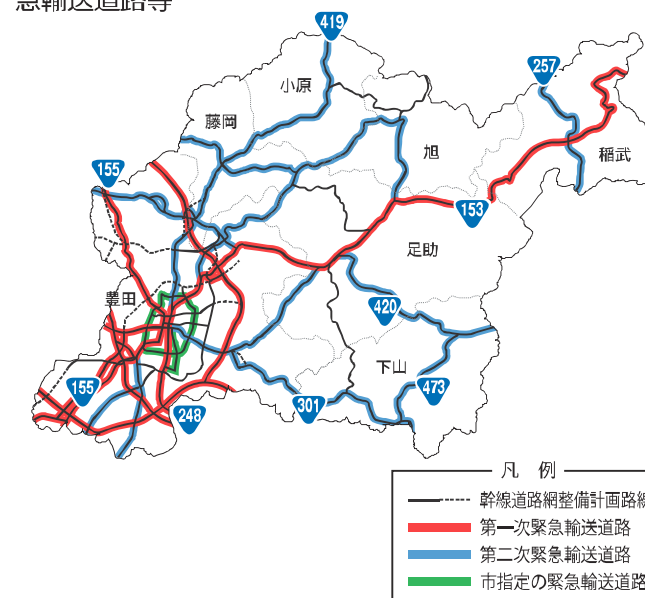 急輸送道路等
419
小原
257
藤岡
旭
稲武
155
153
足助
豊田
420
下山
155
473
301
248
凡 例
幹線道路網整備計画路線
第一次緊急輸送道路
第二次緊急輸送道路
市指定の緊急輸送道路